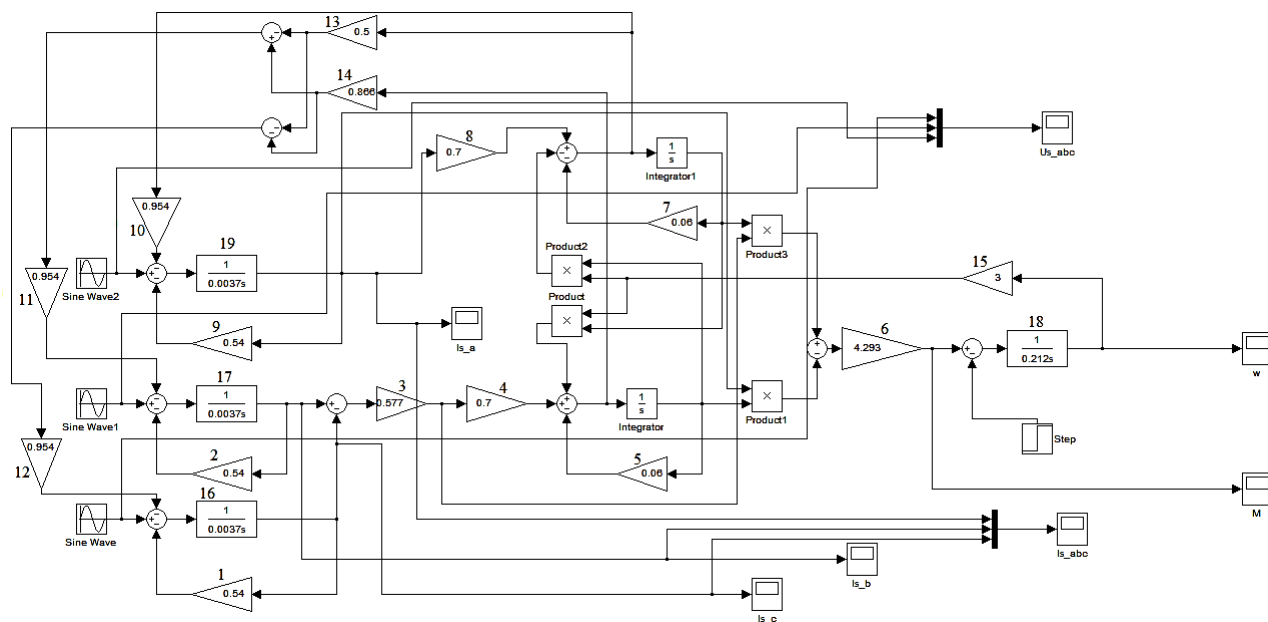 13
0.5
14
0.866
8
0.7
1
s
Integrator1
Us_abc
0.954
10
7
0.06
Product3
19
1
0.0037s
Sine Wave2
0.954
11
Product2
Product
15
3
9
0.54
Is_a
6
4.293
18
1
0.212s
w
17
1
0.0037s
Sine Wave1
3
0.577
4
0.7
1
s
Integrator
Product1
Step
0.954
12
2
0.54
5
0.06
16
1
0.0037s
Sine Wave
M
Is_abc
1
0.54
Is_b
Is_c